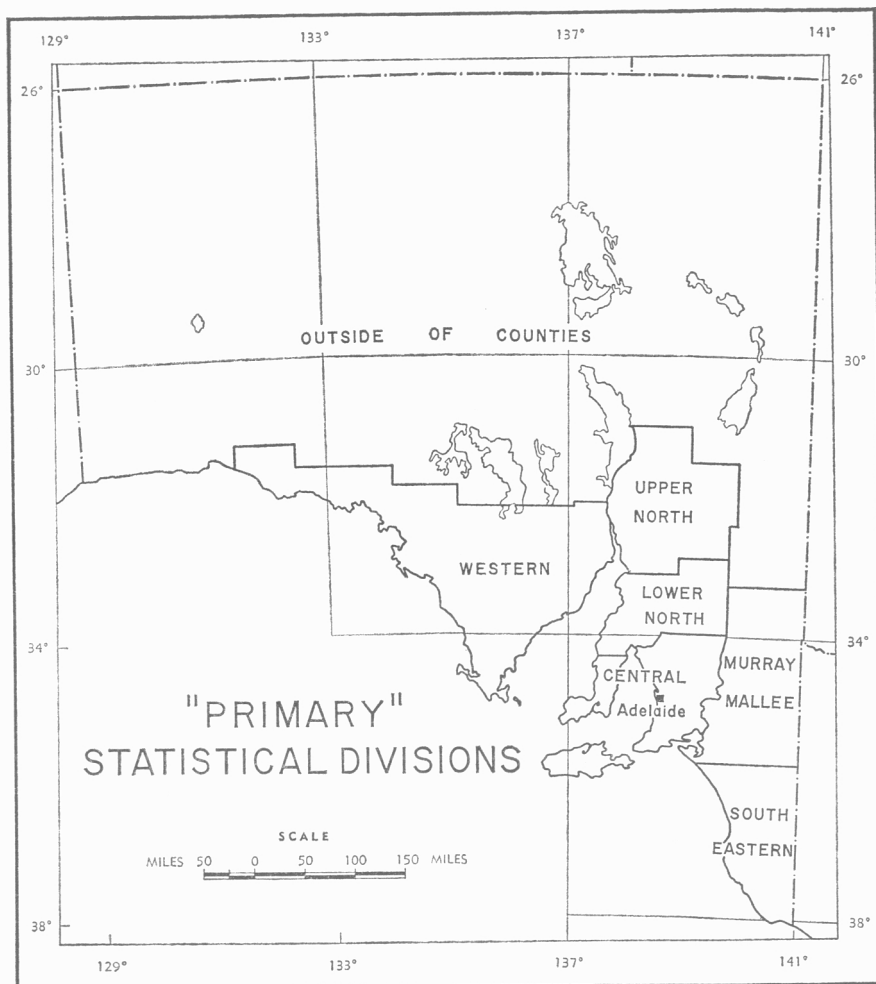 129° 133° 137° 141°
26° 26°
OUTSIDE OF COUNTIES
30° 30°
UPPER
NORTH
WESTERN
LOWER
NORTH
34° 34°
CENTRAL
MURRAY
MALLEE
Adelaide
"PRIMARY"
STATISTICAL DIVISIONS
SOUTH
EASTERN
SCALE
MILES 50 0 50 100 150 MILES
38° 38°
129° 133° 137° 141°